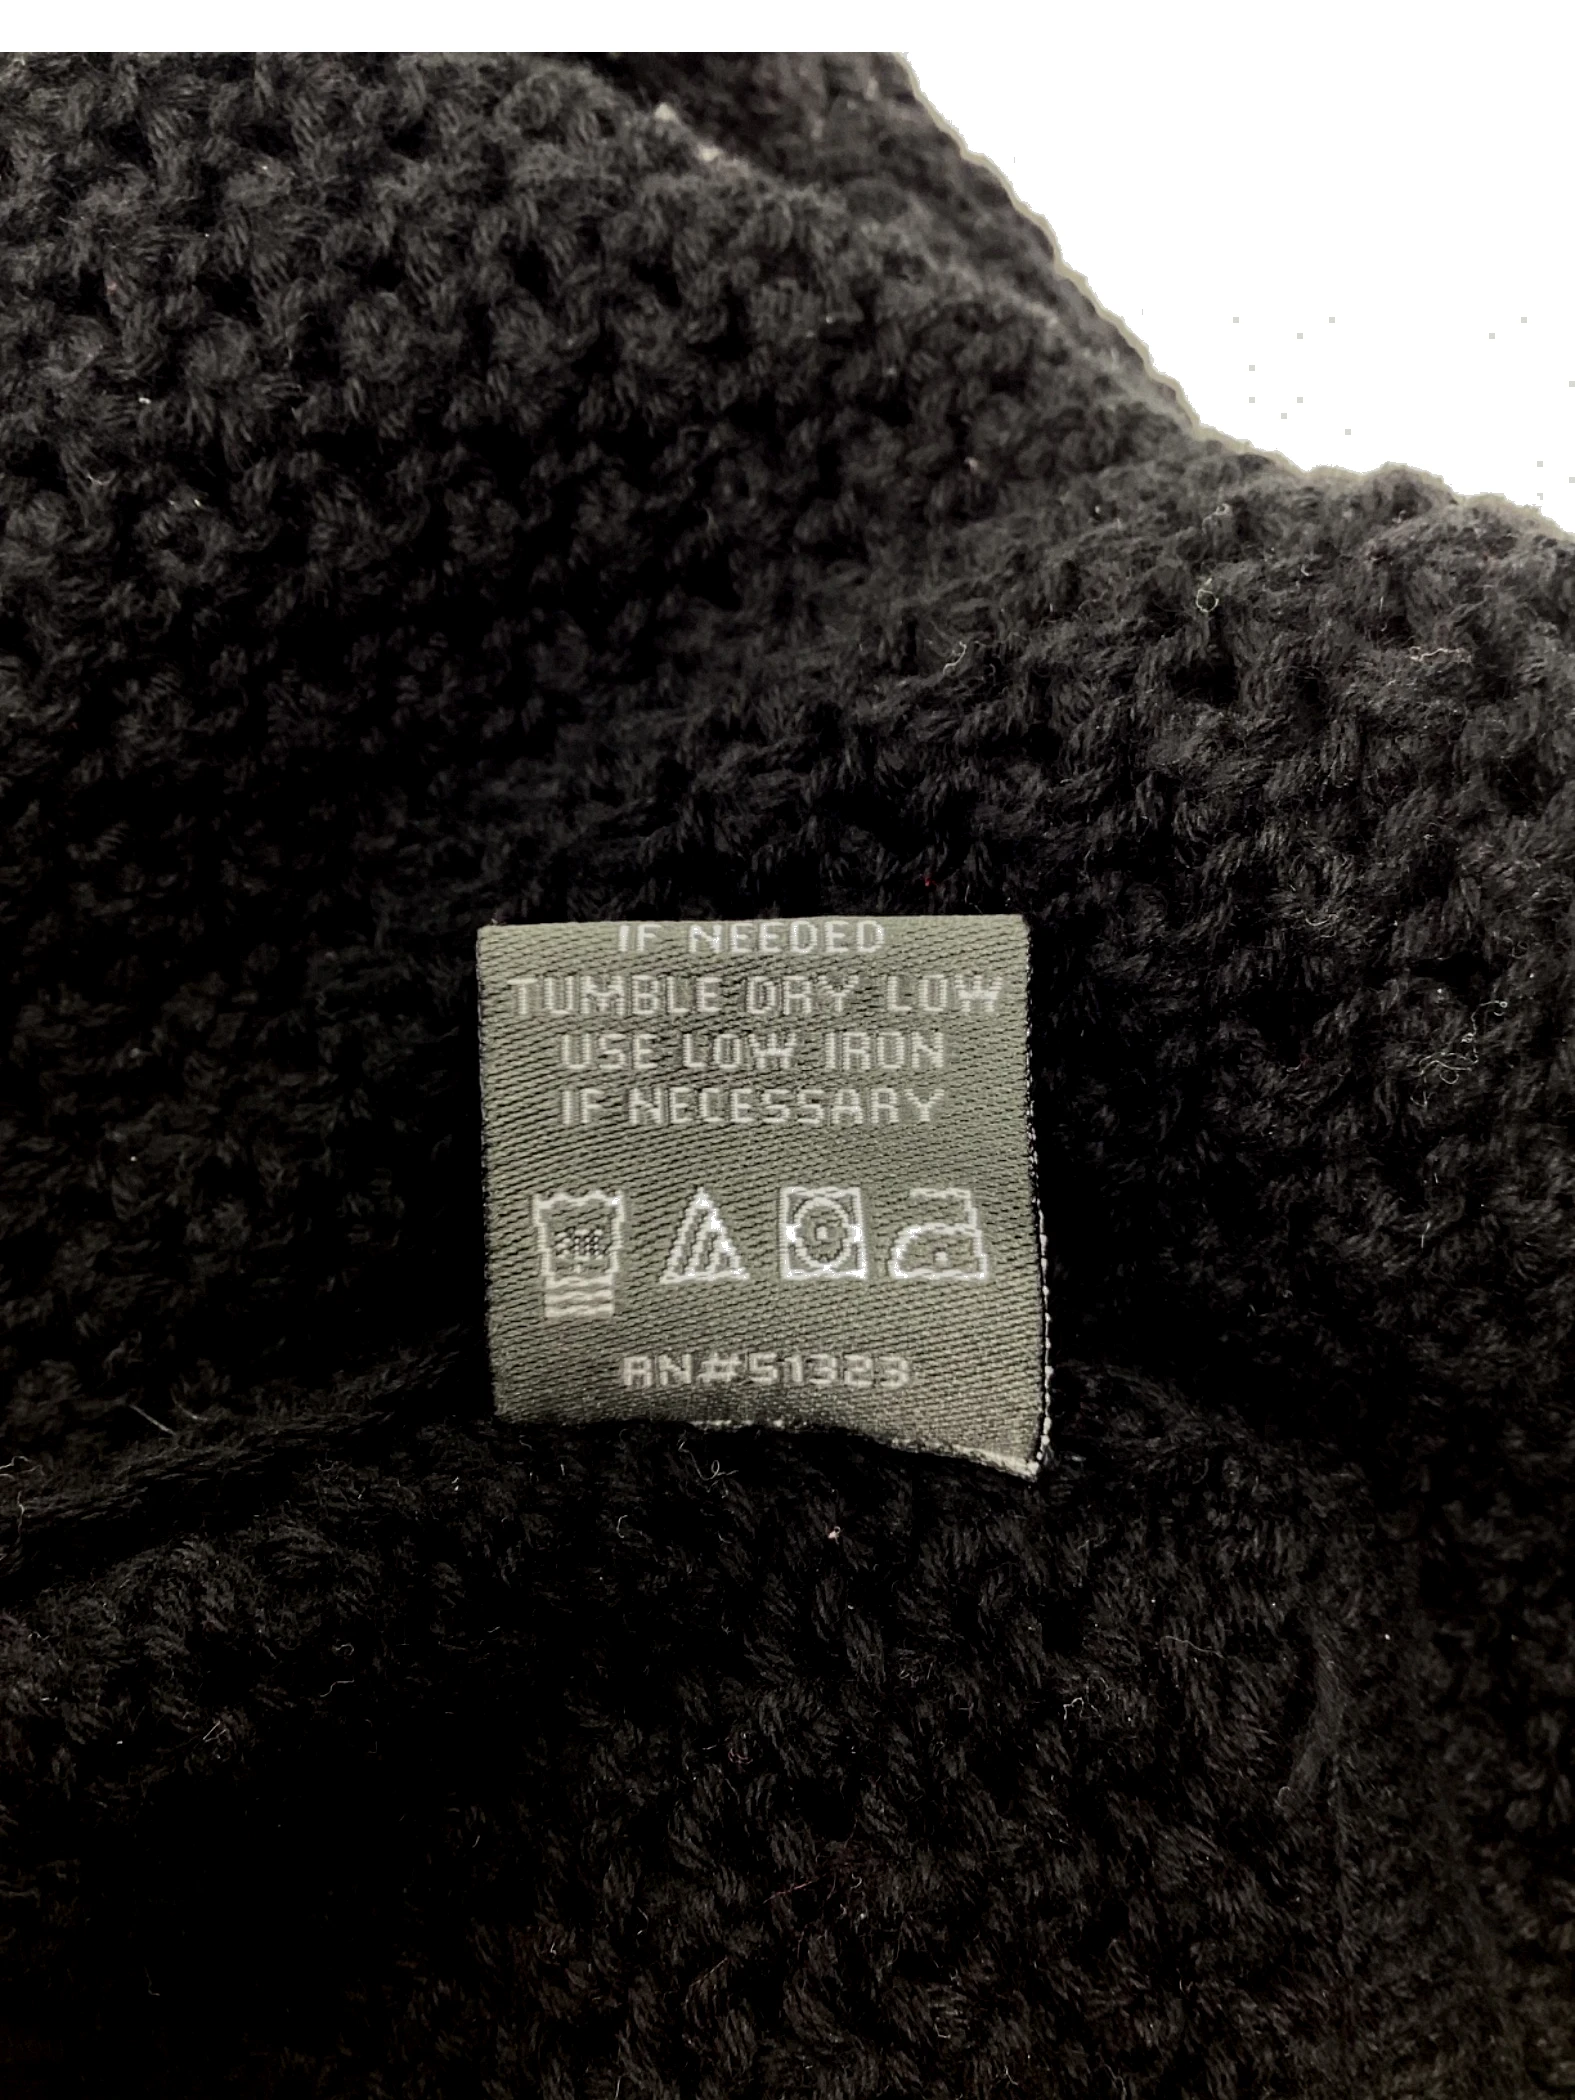 IF NEEDED
TUMBLE DRY LOW
USE LOW IRON
IF NECESSARY
RN#51323